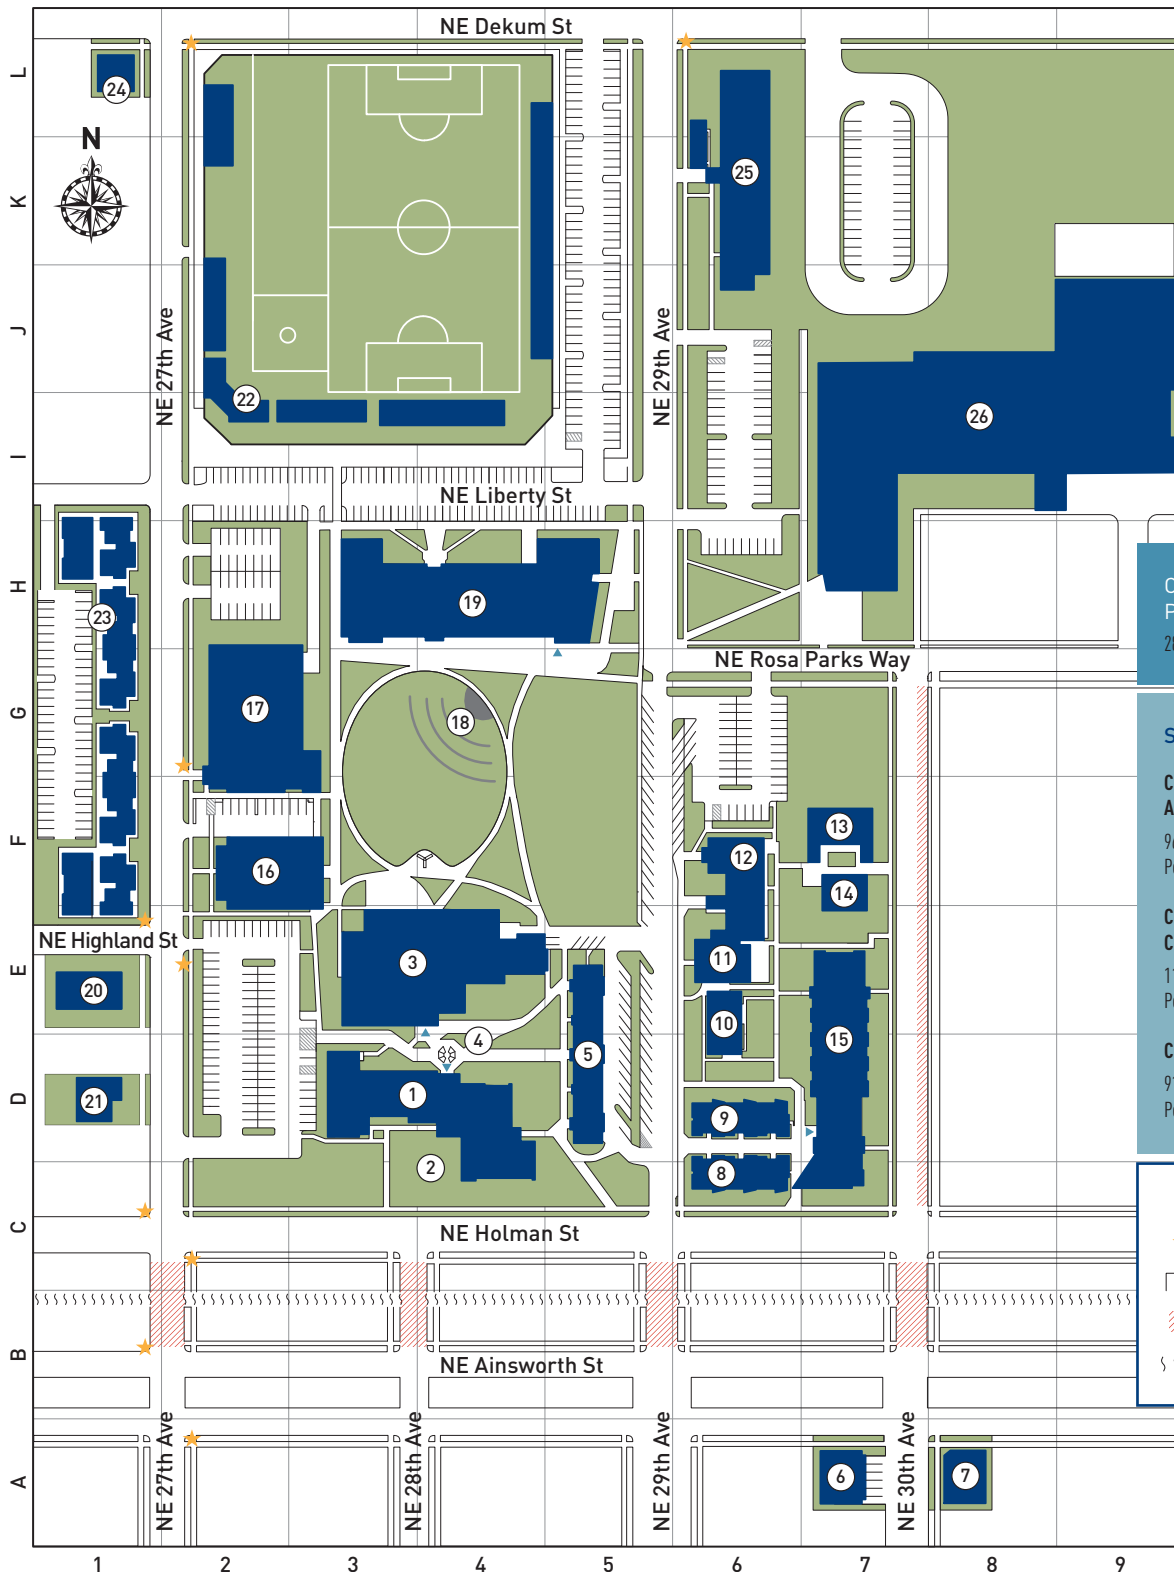 NE Dekum St
L
24
N
25
K
J
NE 27th Ave
NE 29th Ave
22
26
I
NE Liberty St
H
23
19
NE Rosa Parks Way
G
17
18
F
13
12
16
14
NE Highland St
E
3
11
20
10
4
5
15
D
1
21
9
2
8
C
NE Holman St
B
NE Ainsworth St
NE 27th Ave
NE 28th Ave
NE 29th Ave
NE 30th Ave
A
6
7
1 2 3 4 5 6 7 8 9